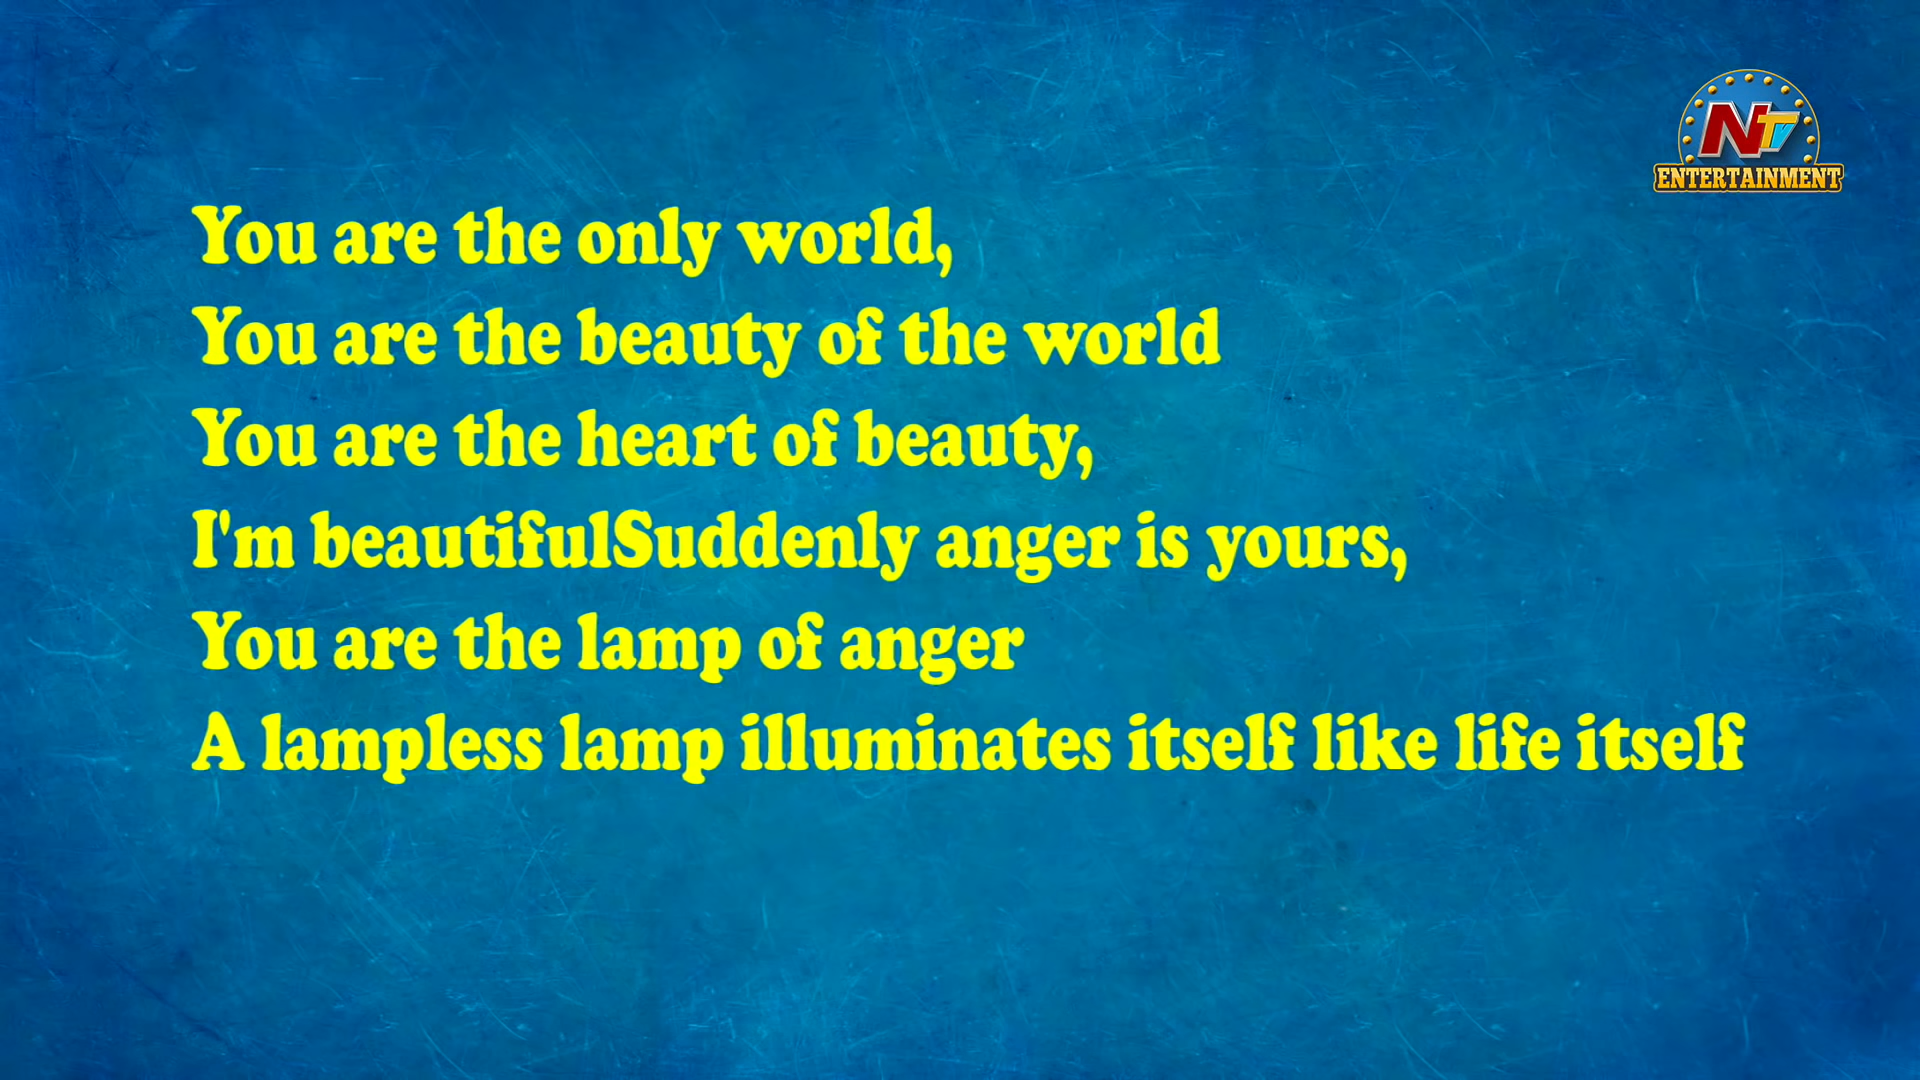 NTV
ENTERTAINMENT
You are the only world,
You are the beauty of the world
You are the heart of beauty,
I'm beautifulSuddenly anger is yours,
You are the lamp of anger
A lampless lamp illuminates itself like life itself